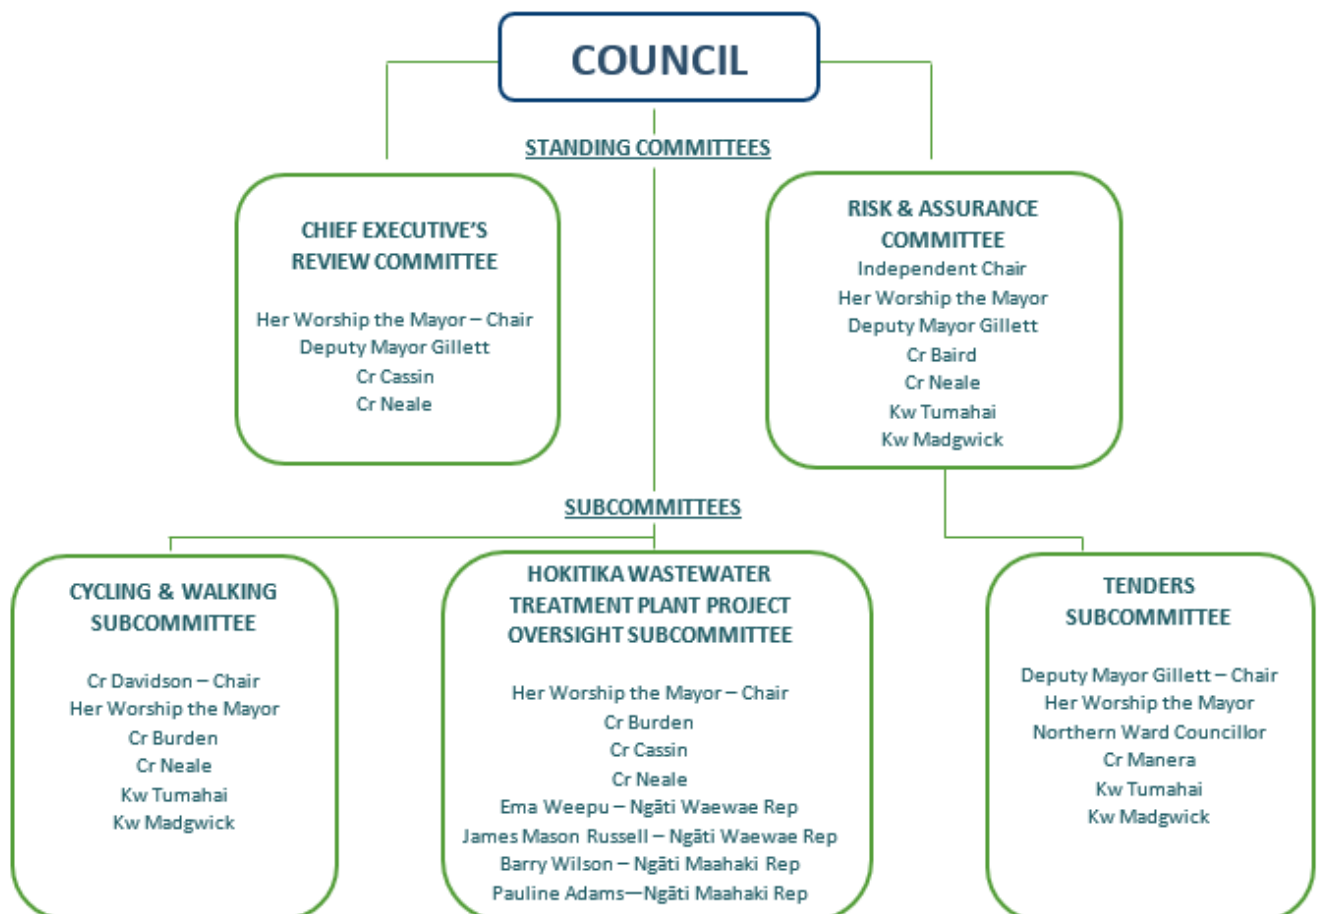 COUNCIL
STANDING COMMITTEES
CHIEF EXECUTIVE'S
REVIEW COMMITTEE
Her Worship the Mayor – Chair
Deputy Mayor Gillett
Cr Cassin
Cr Neale
RISK & ASSURANCE
COMMITTEE
Independent Chair
Her Worship the Mayor
Deputy Mayor Gillett
Cr Baird
Cr Neale
Kw Tumahai
Kw Madgwick
SUBCOMMITTEES
CYCLING & WALKING
SUBCOMMITTEE
Cr Davidson – Chair
Her Worship the Mayor
Cr Burden
Cr Neale
Kw Tumahai
Kw Madgwick
HOKITIKA WASTEWATER
TREATMENT PLANT PROJECT
OVERSIGHT SUBCOMMITTEE
Her Worship the Mayor – Chair
Cr Burden
Cr Cassin
Cr Neale
Ema Weepu – Ngāti Waewae Rep
James Mason Russell – Ngāti Waewae Rep
Barry Wilson – Ngāti Maahaki Rep
Pauline Adams—Ngāti Maahaki Rep
TENDERS
SUBCOMMITTEE
Deputy Mayor Gillett – Chair
Her Worship the Mayor
Northern Ward Councillor
Cr Manera
Kw Tumahai
Kw Madgwick